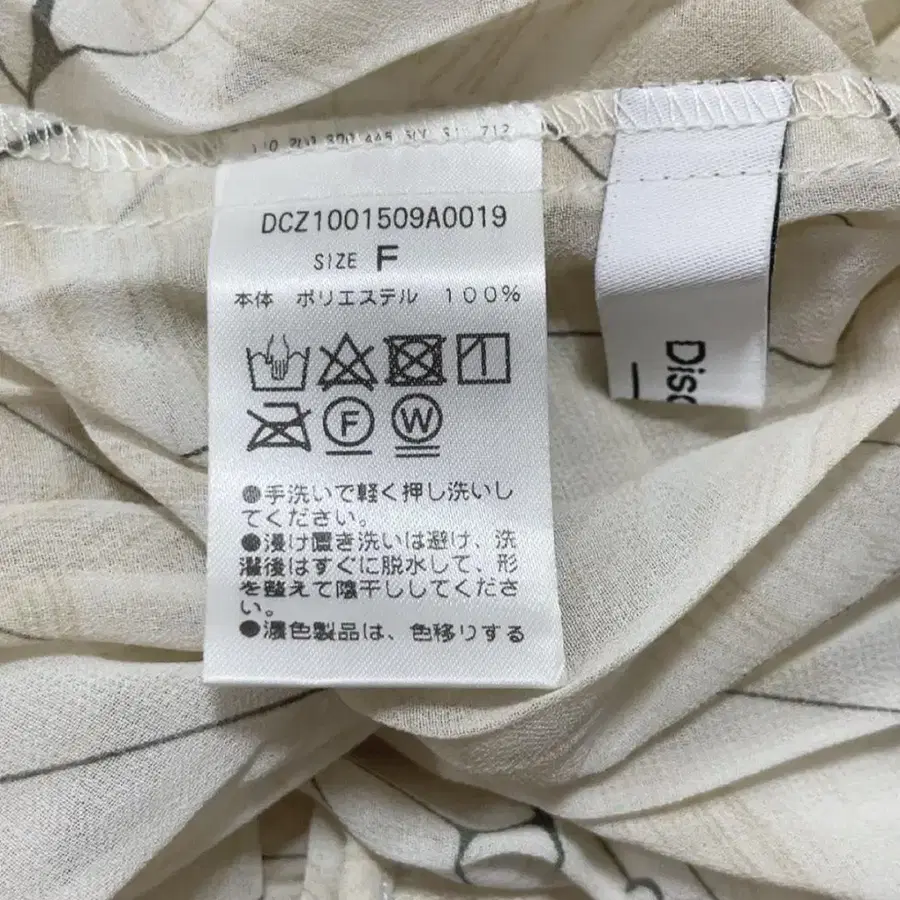 DCZ1001509A0019
SIZE F
本体 ポリエステル 100%
F W
●手洗いで軽く押し洗いし
てください。
●浸け置き洗いは避け、洗
濯後はすぐに脱水して、形
を整えて陰干ししてくださ
い。
●濃色製品は、色移りする
Disc